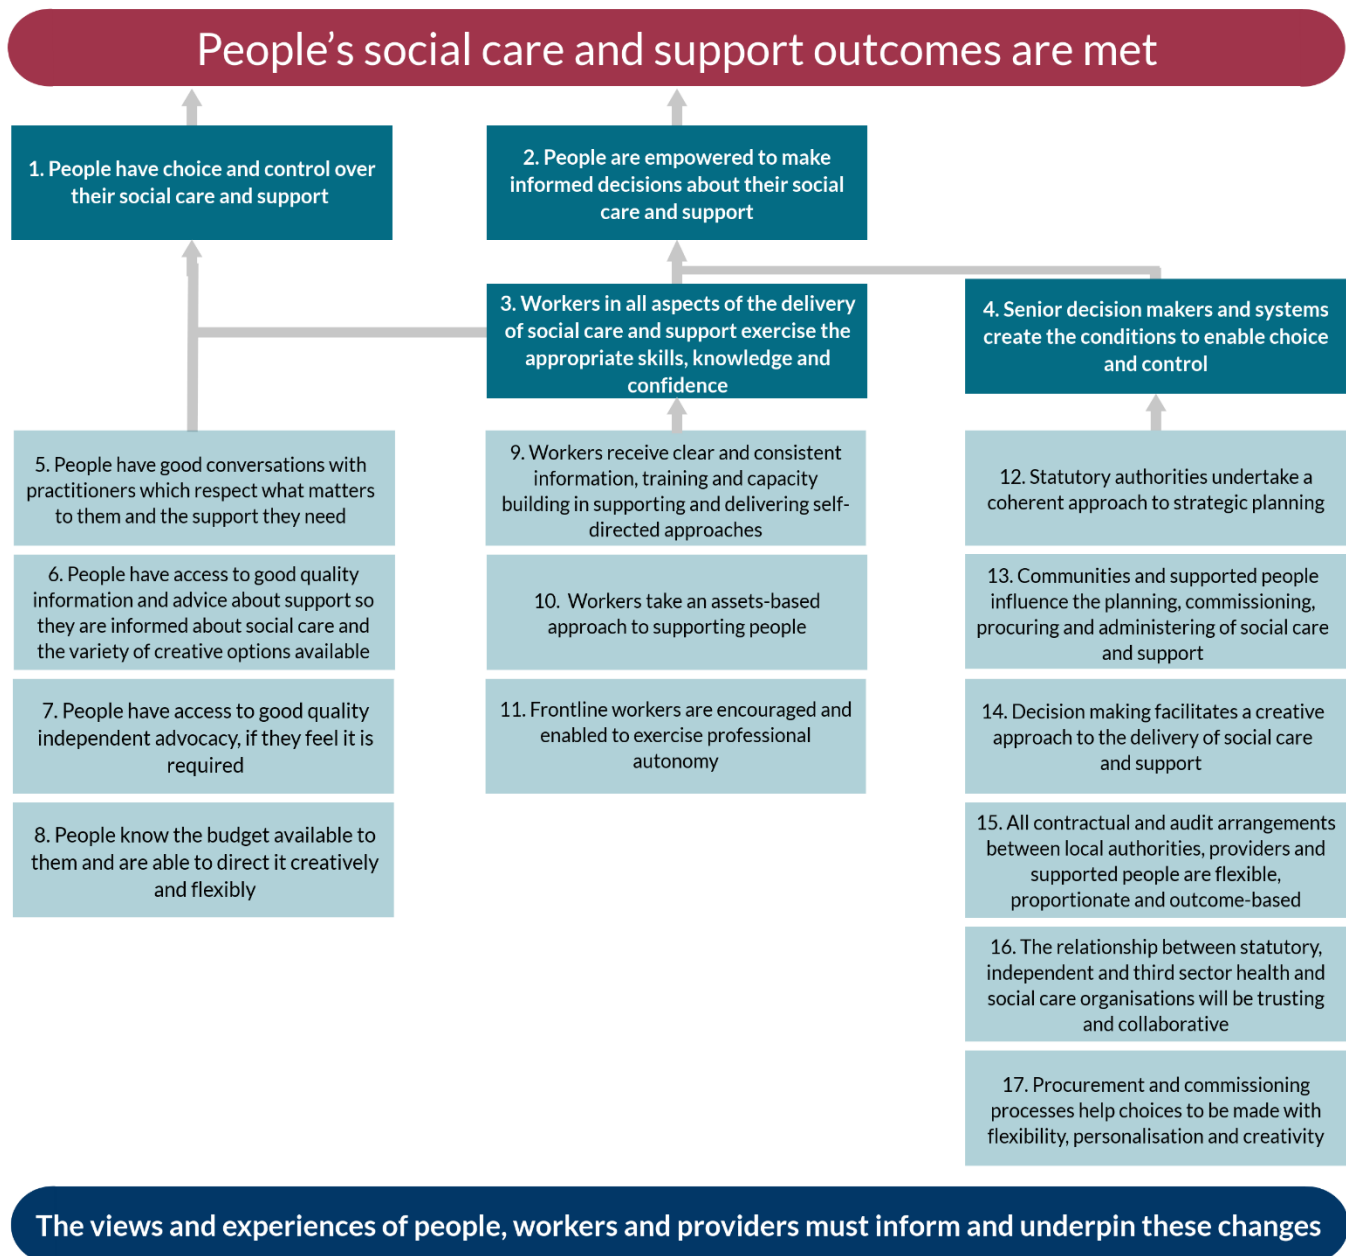 People’s social care and support outcomes are met
1. People have choice and control over
their social care and support
2. People are empowered to make
informed decisions about their social
care and support
3. Workers in all aspects of the delivery
of social care and support exercise the
appropriate skills, knowledge and
confidence
4. Senior decision makers and systems
create the conditions to enable choice
and control
5. People have good conversations with
practitioners which respect what matters
to them and the support they need
6. People have access to good quality
information and advice about support so
they are informed about social care and
the variety of creative options available
7. People have access to good quality
independent advocacy, if they feel it is
required
8. People know the budget available to
them and are able to direct it creatively
and flexibly
9. Workers receive clear and consistent
information, training and capacity
building in supporting and delivering self-
directed approaches
10. Workers take an assets-based
approach to supporting people
11. Frontline workers are encouraged and
enabled to exercise professional
autonomy
12. Statutory authorities undertake a
coherent approach to strategic planning
13. Communities and supported people
influence the planning, commissioning,
procuring and administering of social care
and support
14. Decision making facilitates a creative
approach to the delivery of social care
and support
15. All contractual and audit arrangements
between local authorities, providers and
supported people are flexible,
proportionate and outcome-based
16. The relationship between statutory,
independent and third sector health and
social care organisations will be trusting
and collaborative
17. Procurement and commissioning
processes help choices to be made with
flexibility, personalisation and creativity
The views and experiences of people, workers and providers must inform and underpin these changes